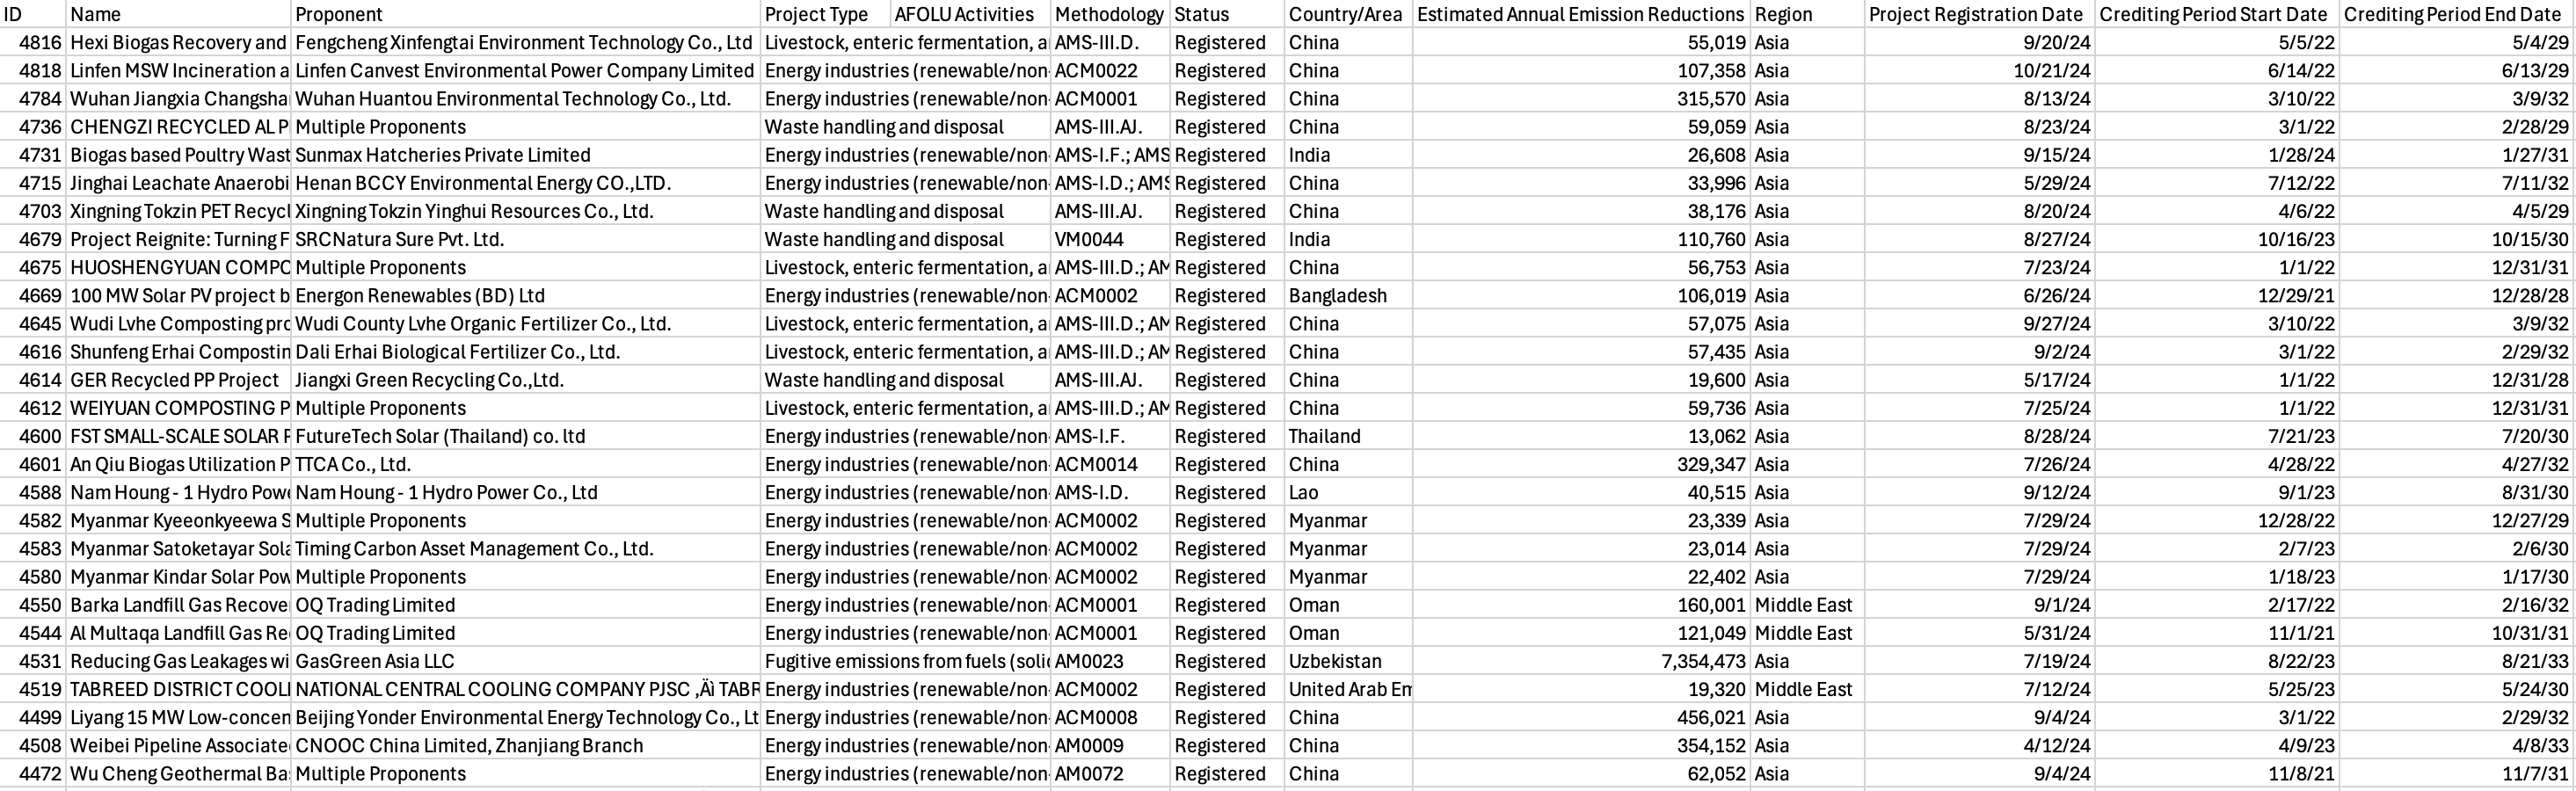 ID Name Proponent Project Type AFOLU Activities Methodology Status Country/Area Estimated Annual Emission Reductions Region Project Registration Date Crediting Period Start Date Crediting Period End Date
4816 Hexi Biogas Recovery and Fengcheng Xinfengtai Environment Technology Co., Ltd Livestock, enteric fermentation, a AMS-III.D. Registered China 55,019 Asia 9/20/24 5/5/22 5/4/29
4818 Linfen MSW Incineration a Linfen Canvest Environmental Power Company Limited Energy industries (renewable/non- ACM0022 Registered China 107,358 Asia 10/21/24 6/14/22 6/13/29
4784 Wuhan Jiangxia Changsha Wuhan Huantou Environmental Technology Co., Ltd. Energy industries (renewable/non- ACM0001 Registered China 315,570 Asia 8/13/24 3/10/22 3/9/32
4736 CHENGZI RECYCLED AL P Multiple Proponents Waste handling and disposal AMS-III.AJ. Registered China 59,059 Asia 8/23/24 3/1/22 2/28/29
4731 Biogas based Poultry Wast Sunmax Hatcheries Private Limited Energy industries (renewable/non- AMS-I.F.; AMS Registered India 26,608 Asia 9/15/24 1/28/24 1/27/31
4715 Jinghai Leachate Anaerobi Henan BCCY Environmental Energy CO.,LTD. Energy industries (renewable/non- AMS-I.D.; AMS Registered China 33,996 Asia 5/29/24 7/12/22 7/11/32
4703 Xingning Tokzin PET Recycl Xingning Tokzin Yinghui Resources Co., Ltd. Waste handling and disposal AMS-III.AJ. Registered China 38,176 Asia 8/20/24 4/6/22 4/5/29
4679 Project Reignite: Turning F SRCNatura Sure Pvt. Ltd. Waste handling and disposal VM0044 Registered India 110,760 Asia 8/27/24 10/16/23 10/15/30
4675 HUOSHENGYUAN COMPO Multiple Proponents Livestock, enteric fermentation, a AMS-III.D.; AM Registered China 56,753 Asia 7/23/24 1/1/22 12/31/31
4669 100 MW Solar PV project b Energon Renewables (BD) Ltd Energy industries (renewable/non- ACM0002 Registered Bangladesh 106,019 Asia 6/26/24 12/29/21 12/28/28
4645 Wudi Lvhe Composting pro Wudi County Lvhe Organic Fertilizer Co., Ltd. Livestock, enteric fermentation, a AMS-III.D.; AM Registered China 57,075 Asia 9/27/24 3/10/22 3/9/32
4616 Shunfeng Erhai Compostin Dali Erhai Biological Fertilizer Co., Ltd. Livestock, enteric fermentation, a AMS-III.D.; AM Registered China 57,435 Asia 9/2/24 3/1/22 2/29/32
4614 GER Recycled PP Project Jiangxi Green Recycling Co.,Ltd. Waste handling and disposal AMS-III.AJ. Registered China 19,600 Asia 5/17/24 1/1/22 12/31/28
4612 WEIYUAN COMPOSTING P Multiple Proponents Livestock, enteric fermentation, a AMS-III.D.; AM Registered China 59,736 Asia 7/25/24 1/1/22 12/31/31
4600 FST SMALL-SCALE SOLAR P FutureTech Solar (Thailand) co. ltd Energy industries (renewable/non- AMS-I.F. Registered Thailand 13,062 Asia 8/28/24 7/21/23 7/20/30
4601 An Qiu Biogas Utilization P TTCA Co., Ltd. Energy industries (renewable/non- ACM0014 Registered China 329,347 Asia 7/26/24 4/28/22 4/27/32
4588 Nam Houng - 1 Hydro Powe Nam Houng - 1 Hydro Power Co., Ltd Energy industries (renewable/non- AMS-I.D. Registered Lao 40,515 Asia 9/12/24 9/1/23 8/31/30
4582 Myanmar Kyeeonkyeewa S Multiple Proponents Energy industries (renewable/non- ACM0002 Registered Myanmar 23,339 Asia 7/29/24 12/28/22 12/27/29
4583 Myanmar Satoketayar Sola Timing Carbon Asset Management Co., Ltd. Energy industries (renewable/non- ACM0002 Registered Myanmar 23,014 Asia 7/29/24 2/7/23 2/6/30
4580 Myanmar Kindar Solar Pow Multiple Proponents Energy industries (renewable/non- ACM0002 Registered Myanmar 22,402 Asia 7/29/24 1/18/23 1/17/30
4550 Barka Landfill Gas Recove OQ Trading Limited Energy industries (renewable/non- ACM0001 Registered Oman 160,001 Middle East 9/1/24 2/17/22 2/16/32
4544 Al Multaqa Landfill Gas Re OQ Trading Limited Energy industries (renewable/non- ACM0001 Registered Oman 121,049 Middle East 5/31/24 11/1/21 10/31/31
4531 Reducing Gas Leakages wi GasGreen Asia LLC Fugitive emissions from fuels (soli AM0023 Registered Uzbekistan 7,354,473 Asia 7/19/24 8/22/23 8/21/33
4519 TABREED DISTRICT COOL NATIONAL CENTRAL COOLING COMPANY PJSC ‚Äì TABR Energy industries (renewable/non- ACM0002 Registered United Arab Em 19,320 Middle East 7/12/24 5/25/23 5/24/30
4499 Liyang 15 MW Low-concen Beijing Yonder Environmental Energy Technology Co., Lt Energy industries (renewable/non- ACM0008 Registered China 456,021 Asia 9/4/24 3/1/22 2/29/32
4508 Weibei Pipeline Associate CNOOC China Limited, Zhanjiang Branch Energy industries (renewable/non- AM0009 Registered China 354,152 Asia 4/12/24 4/9/23 4/8/33
4472 Wu Cheng Geothermal Ba Multiple Proponents Energy industries (renewable/non- AM0072 Registered China 62,052 Asia 9/4/24 11/8/21 11/7/31